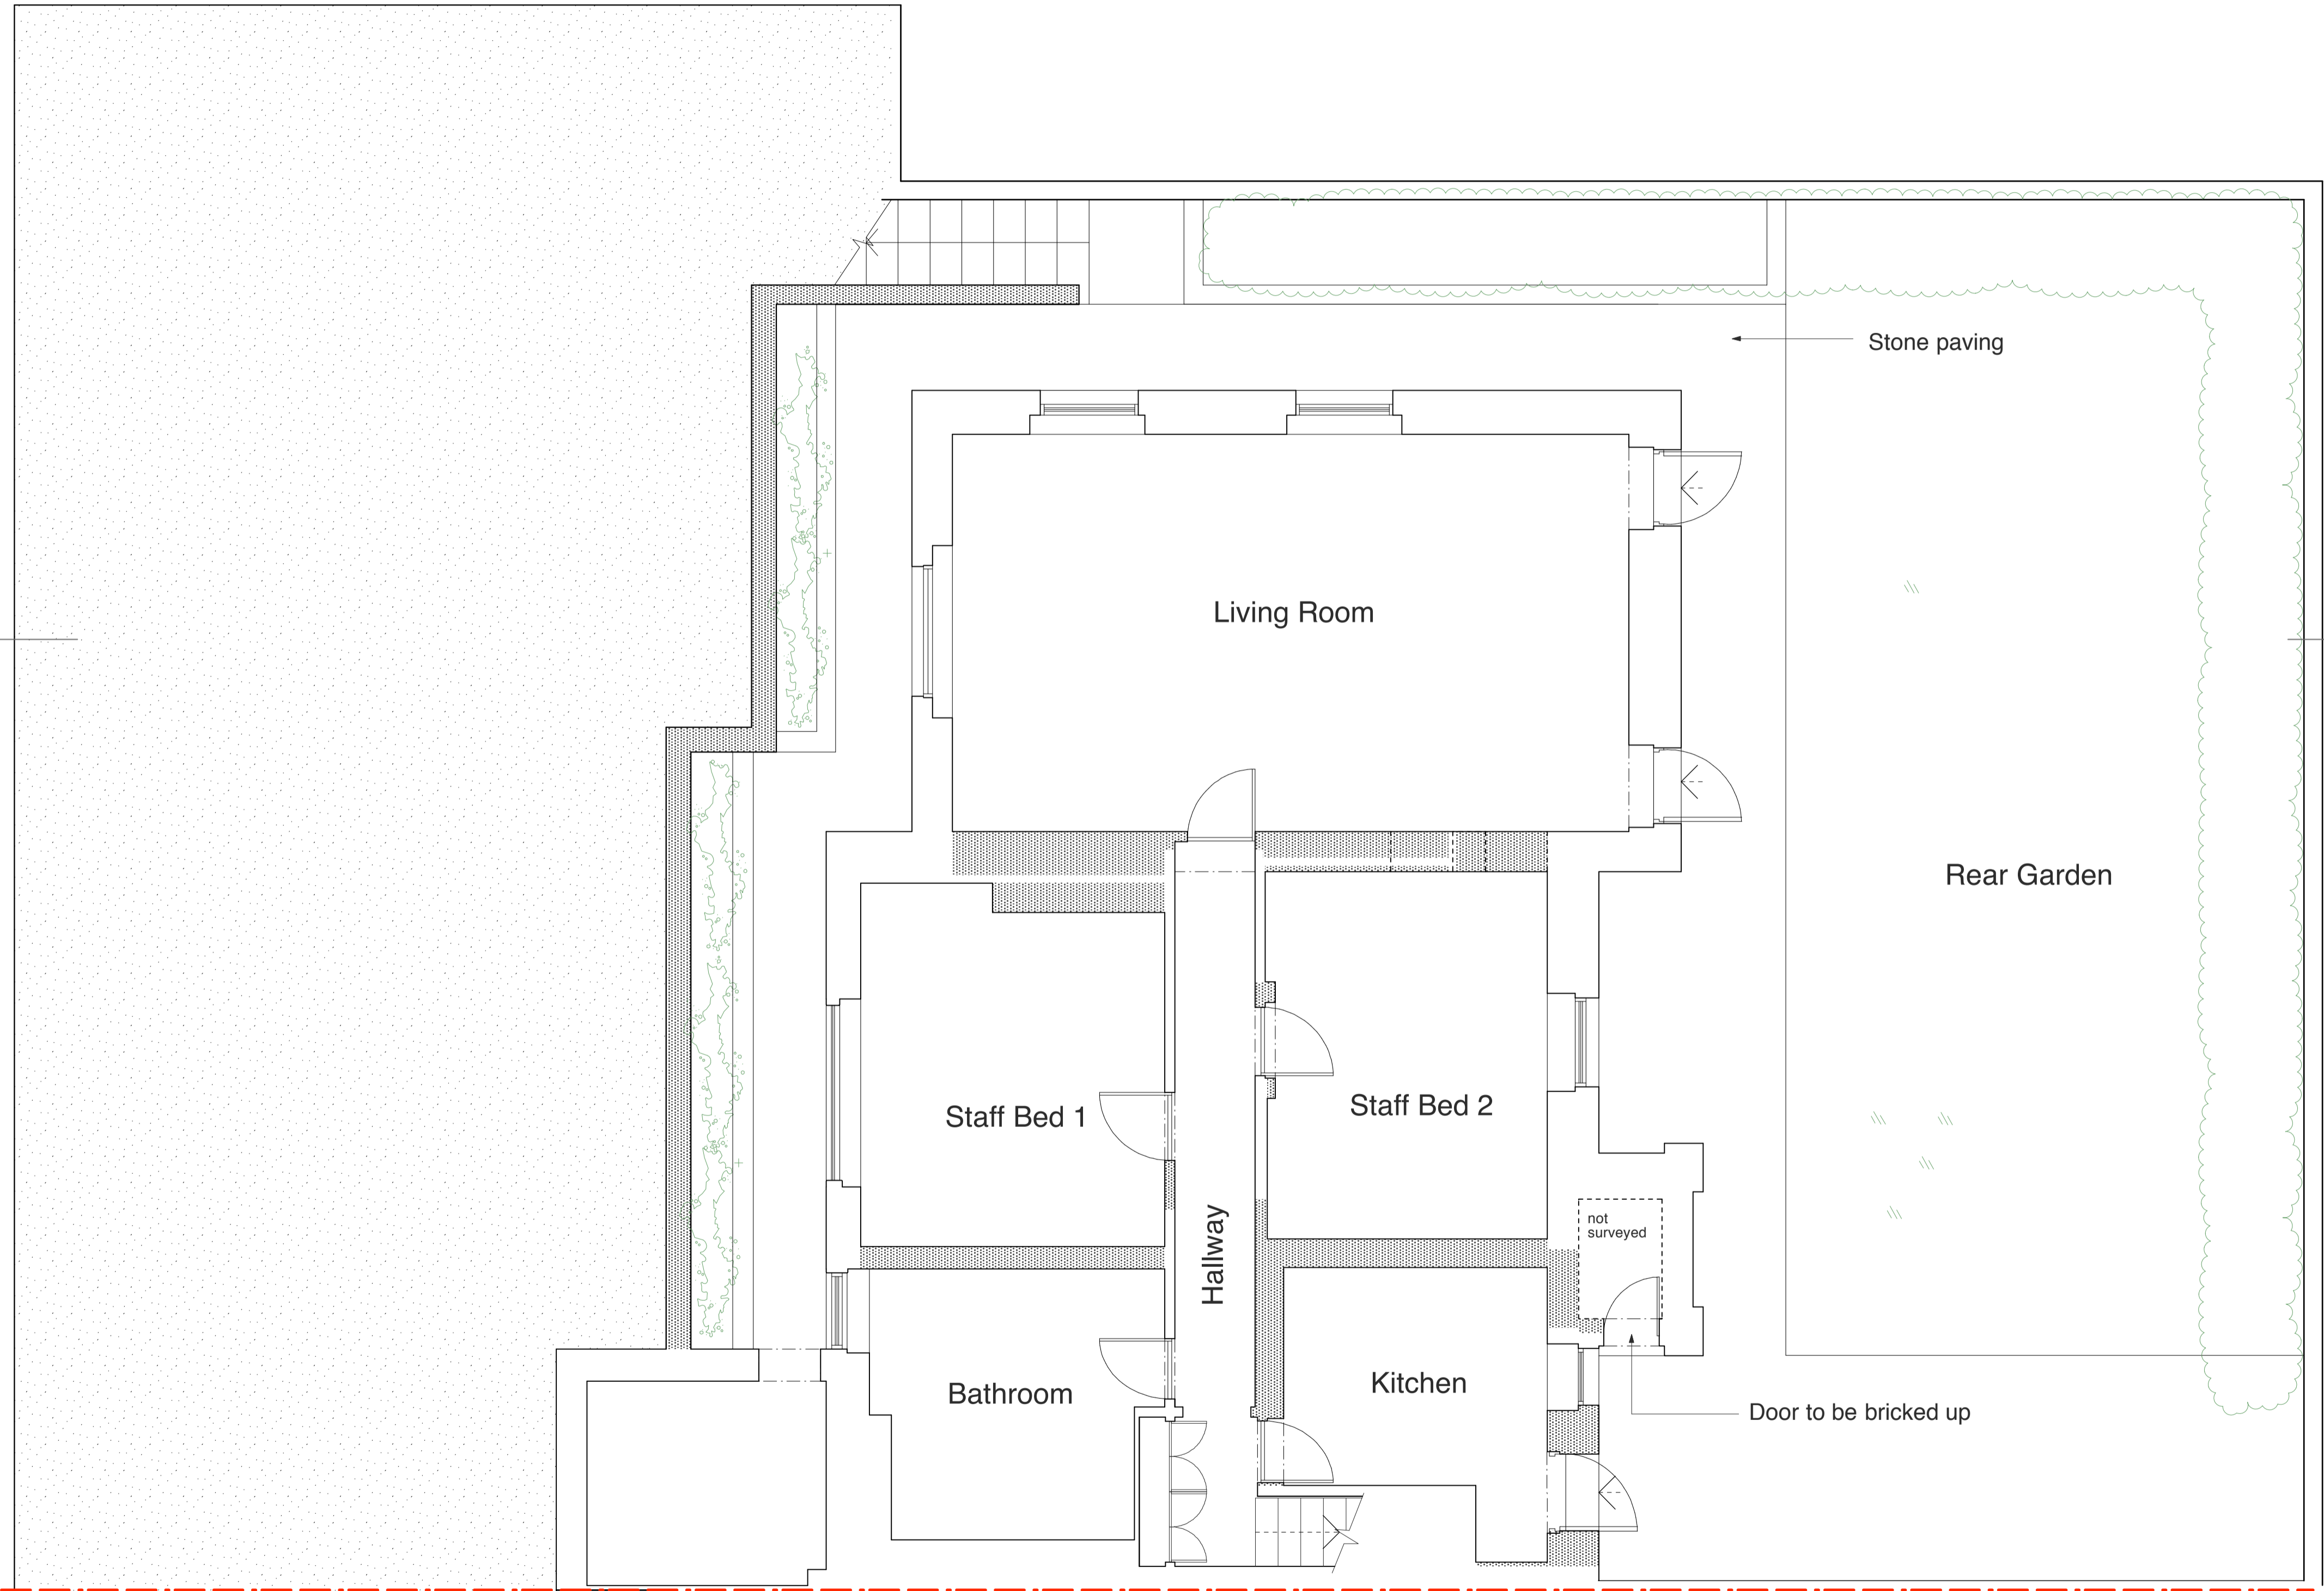 Stone paving
Living Room
Rear Garden
Staff Bed 1
Staff Bed 2
Hallway
not
surveyed
Bathroom
Kitchen
Door to be bricked up